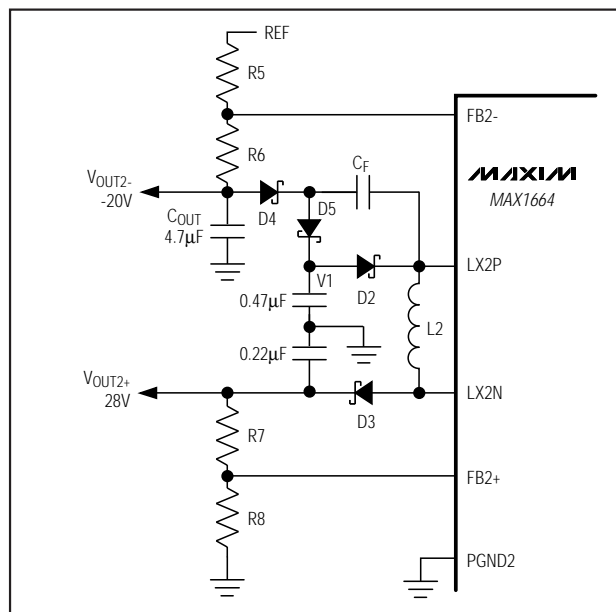 REF
R5
FB2-
R6
CF
MAXIM
MAX1664
VOUT2-
-20V
D4
D5
COUT
4.7µF
LX2P
V1
D2
0.47µF
L2
0.22µF
VOUT2+
28V
LX2N
D3
R7
FB2+
R8
PGND2